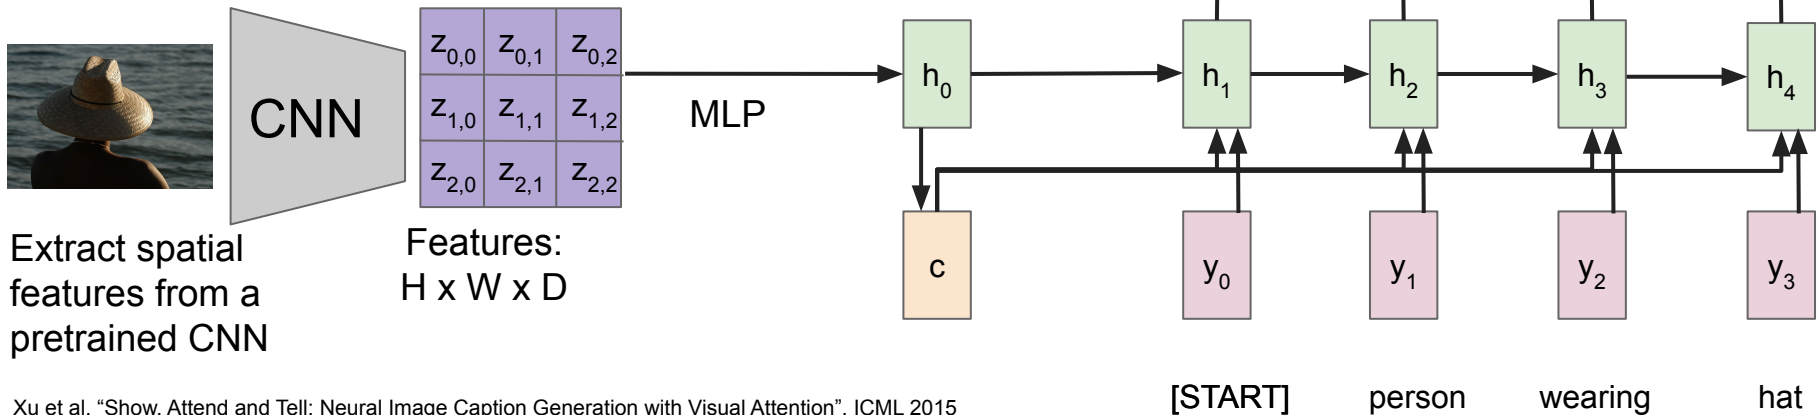 z0,0 z0,1 z0,2
z1,0 z1,1 z1,2
z2,0 z2,1 z2,2
CNN
MLP
h0
h1
h2
h3
h4
Extract spatial
features from a
pretrained CNN
Features:
H x W x D
c
y0
y1
y2
y3
[START]
person
wearing
hat
Xu et al, “Show, Attend and Tell: Neural Image Caption Generation with Visual Attention”, ICML 2015